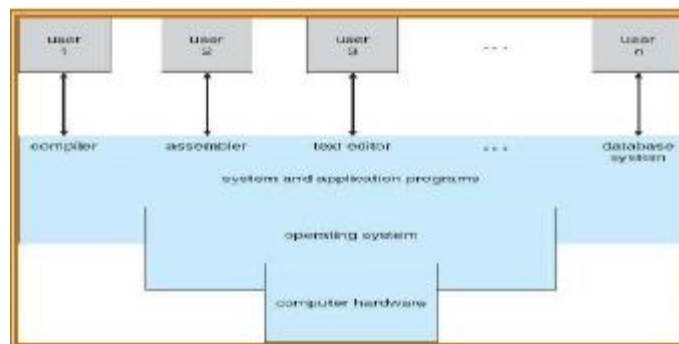 user
1
user
2
user
3
...
user
n
compiler
assembler
text editor
...
database
system
system and application programs
operating system
computer hardware